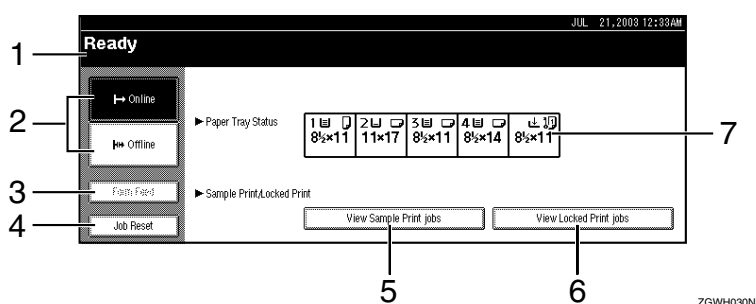 JUL 21,2003 12:33AM
1
Ready
2
Online
Offline
Paper Tray Status
1 2 3 4
8½×11 11×17 8½×11 8½×14 8½×11
7
3
Form Feed
Sample Print/Locked Print
4
Job Reset
View Sample Print jobs
View Locked Print jobs
5
6
ZGWH030N